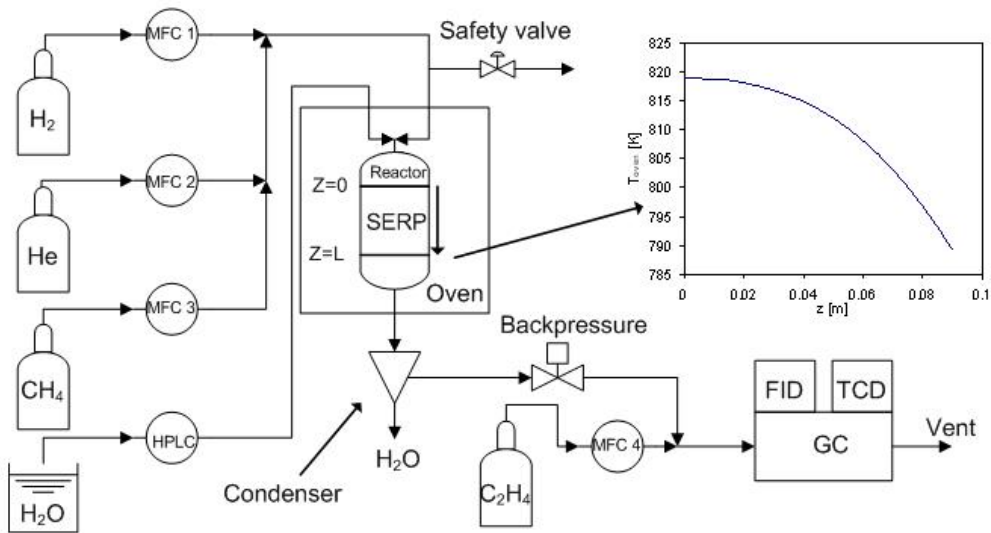 MFC 1
Safety valve
H₂
MFC 2
He
MFC 3
CH₄
HPLC
H₂O
Reactor
Z=0
SERP
Z=L
Oven
Condenser
H₂O
Backpressure
C₂H₄
MFC 4
FID
TCD
GC
Vent
825
820
815
810
805
800
795
790
785
Tₒᵥₑₙ [K]
0
0.02
0.04
0.06
0.08
0.1
z [m]